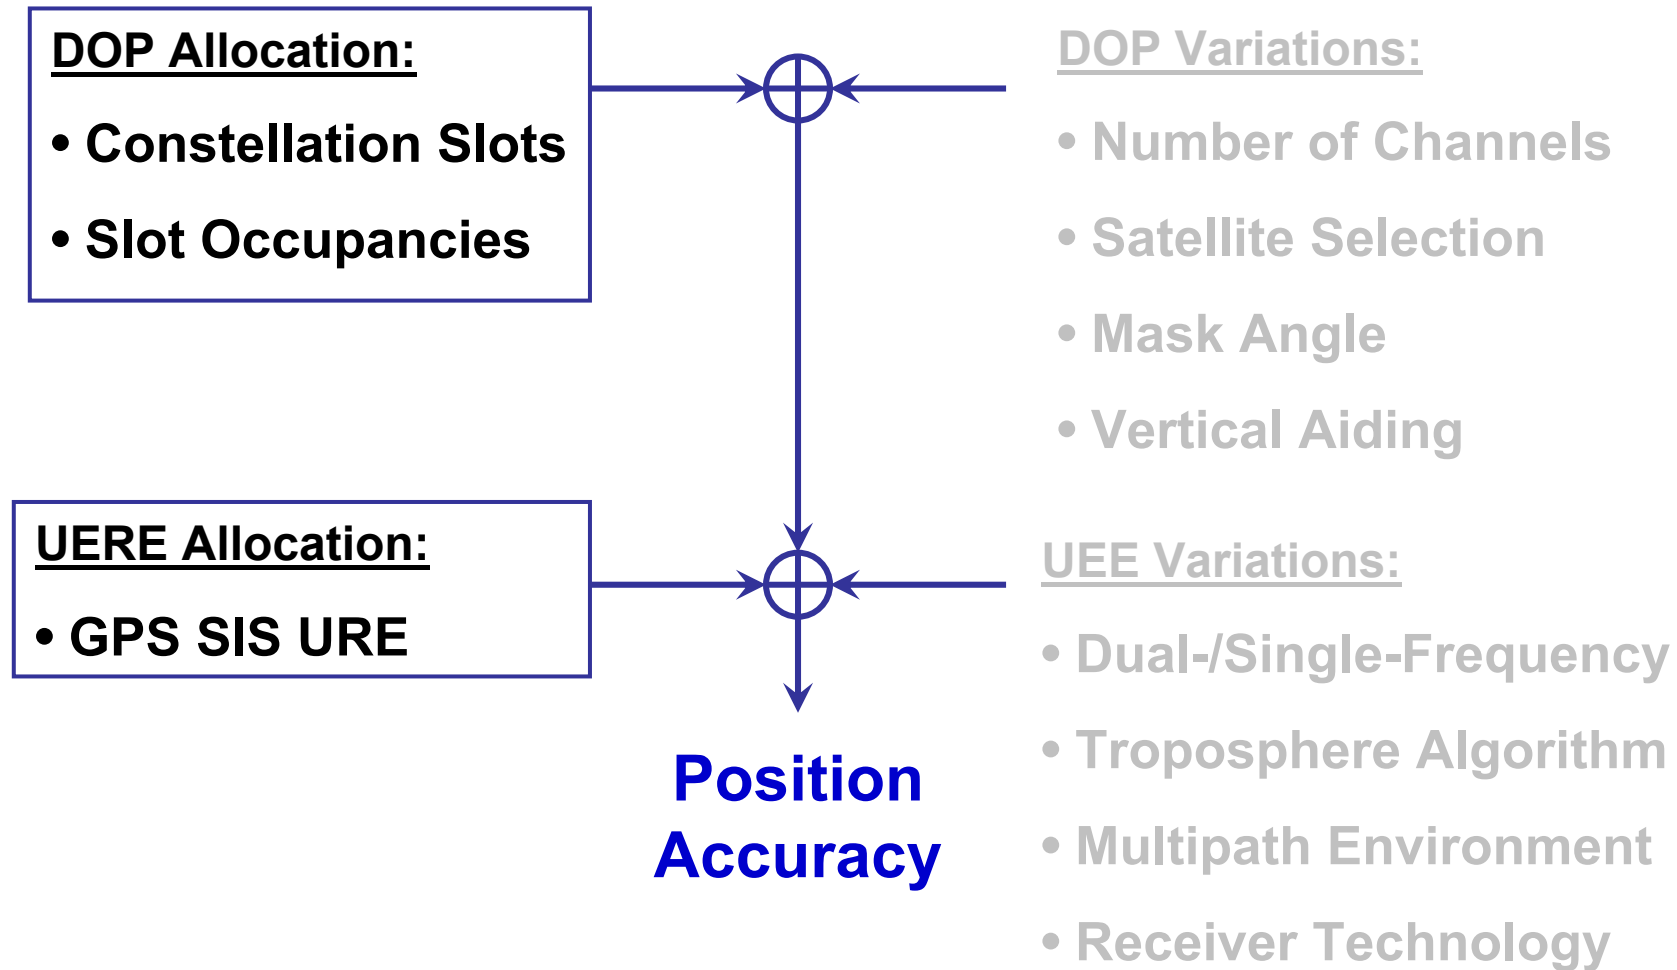 DOP Allocation:
• Constellation Slots
• Slot Occupancies
DOP Variations:
• Number of Channels
• Satellite Selection
• Mask Angle
• Vertical Aiding
UERE Allocation:
• GPS SIS URE
UEE Variations:
• Dual-/Single-Frequency
• Troposphere Algorithm
• Multipath Environment
• Receiver Technology
Position
Accuracy